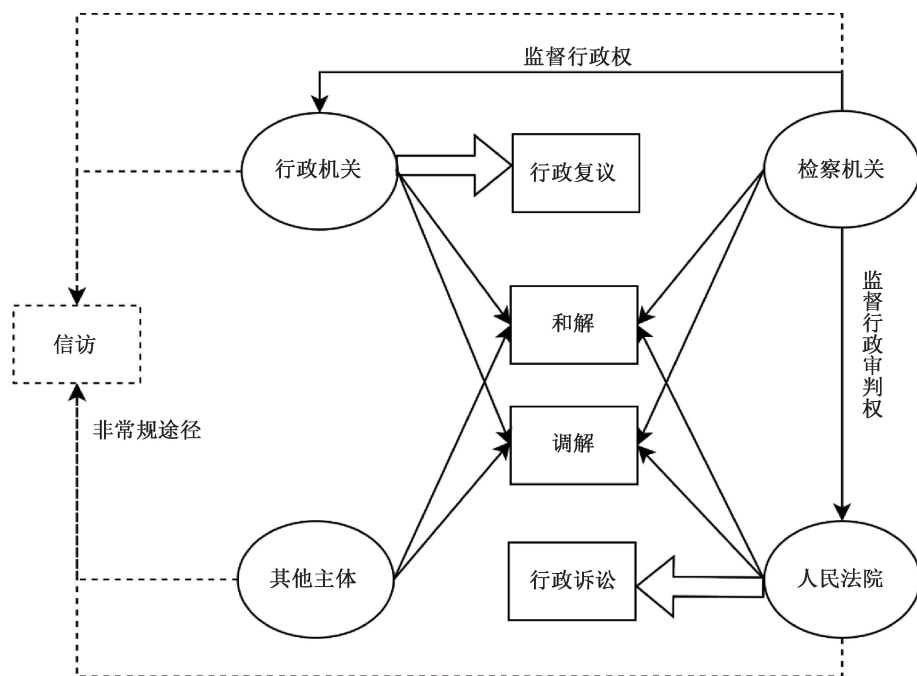 监督行政权
行政机关
行政复议
检察机关
和解
信访
监督行政审判权
非常规途径
调解
其他主体
行政诉讼
人民法院